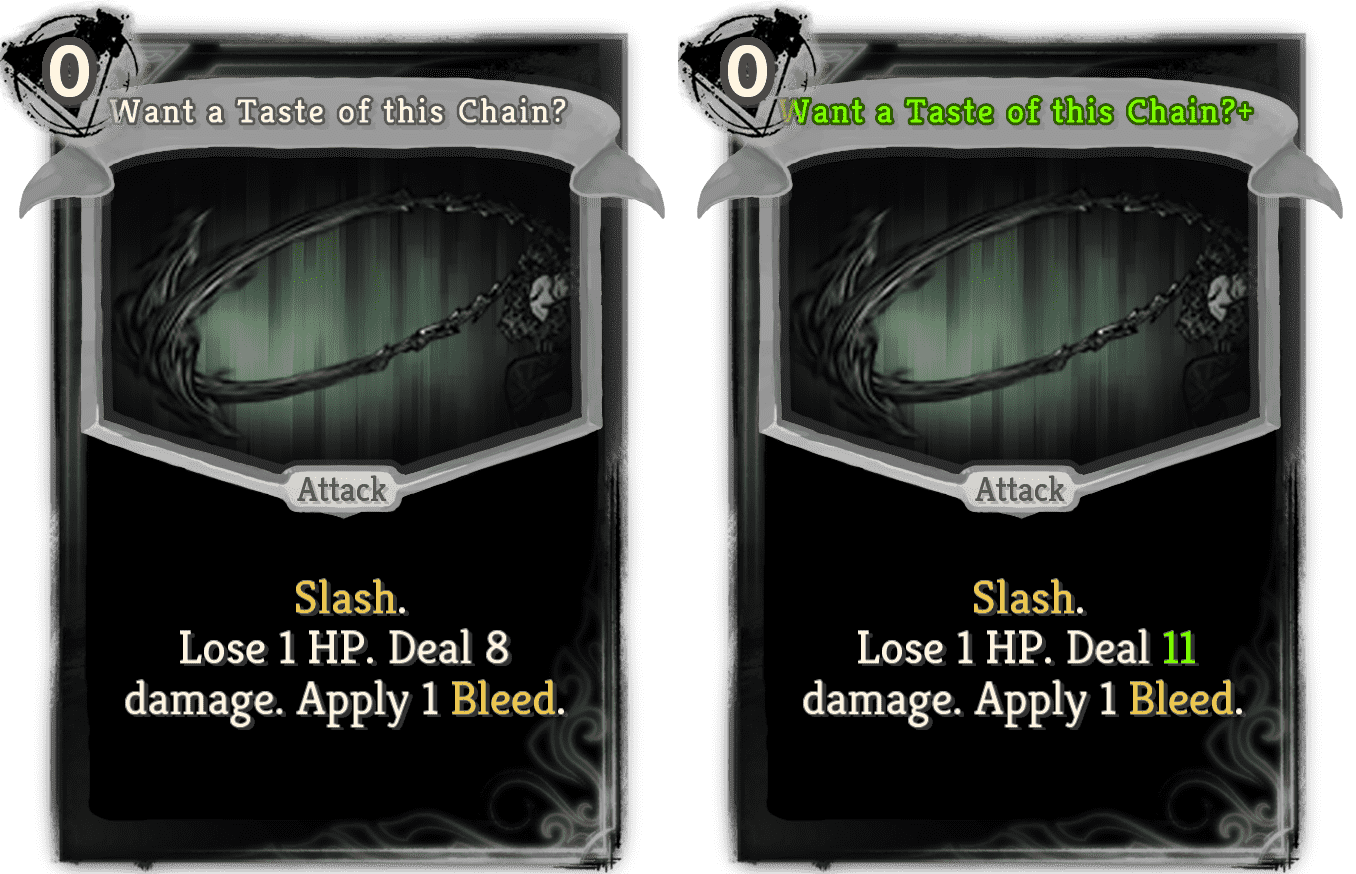 0
Want a Taste of this Chain?
Attack
Slash.
Lose 1 HP. Deal 8
damage. Apply 1 Bleed.
0
Want a Taste of this Chain?+
Attack
Slash.
Lose 1 HP. Deal 11
damage. Apply 1 Bleed.